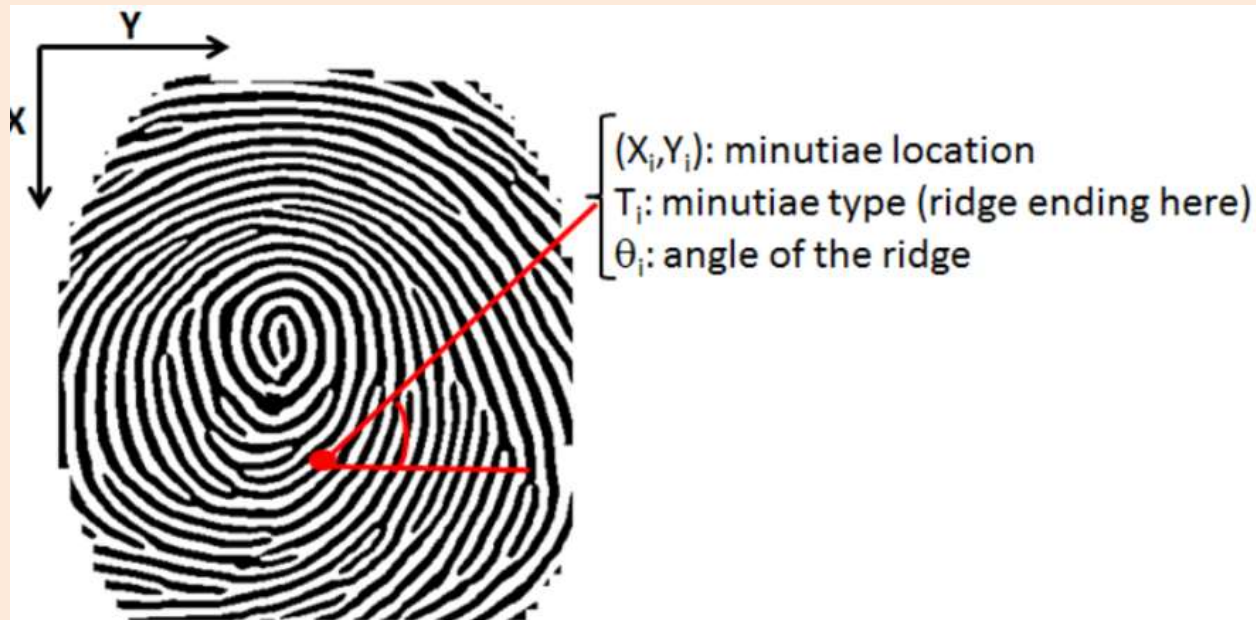 Y
X
(Xᵢ,Yᵢ): minutiae location
Tᵢ: minutiae type (ridge ending here)
θᵢ: angle of the ridge